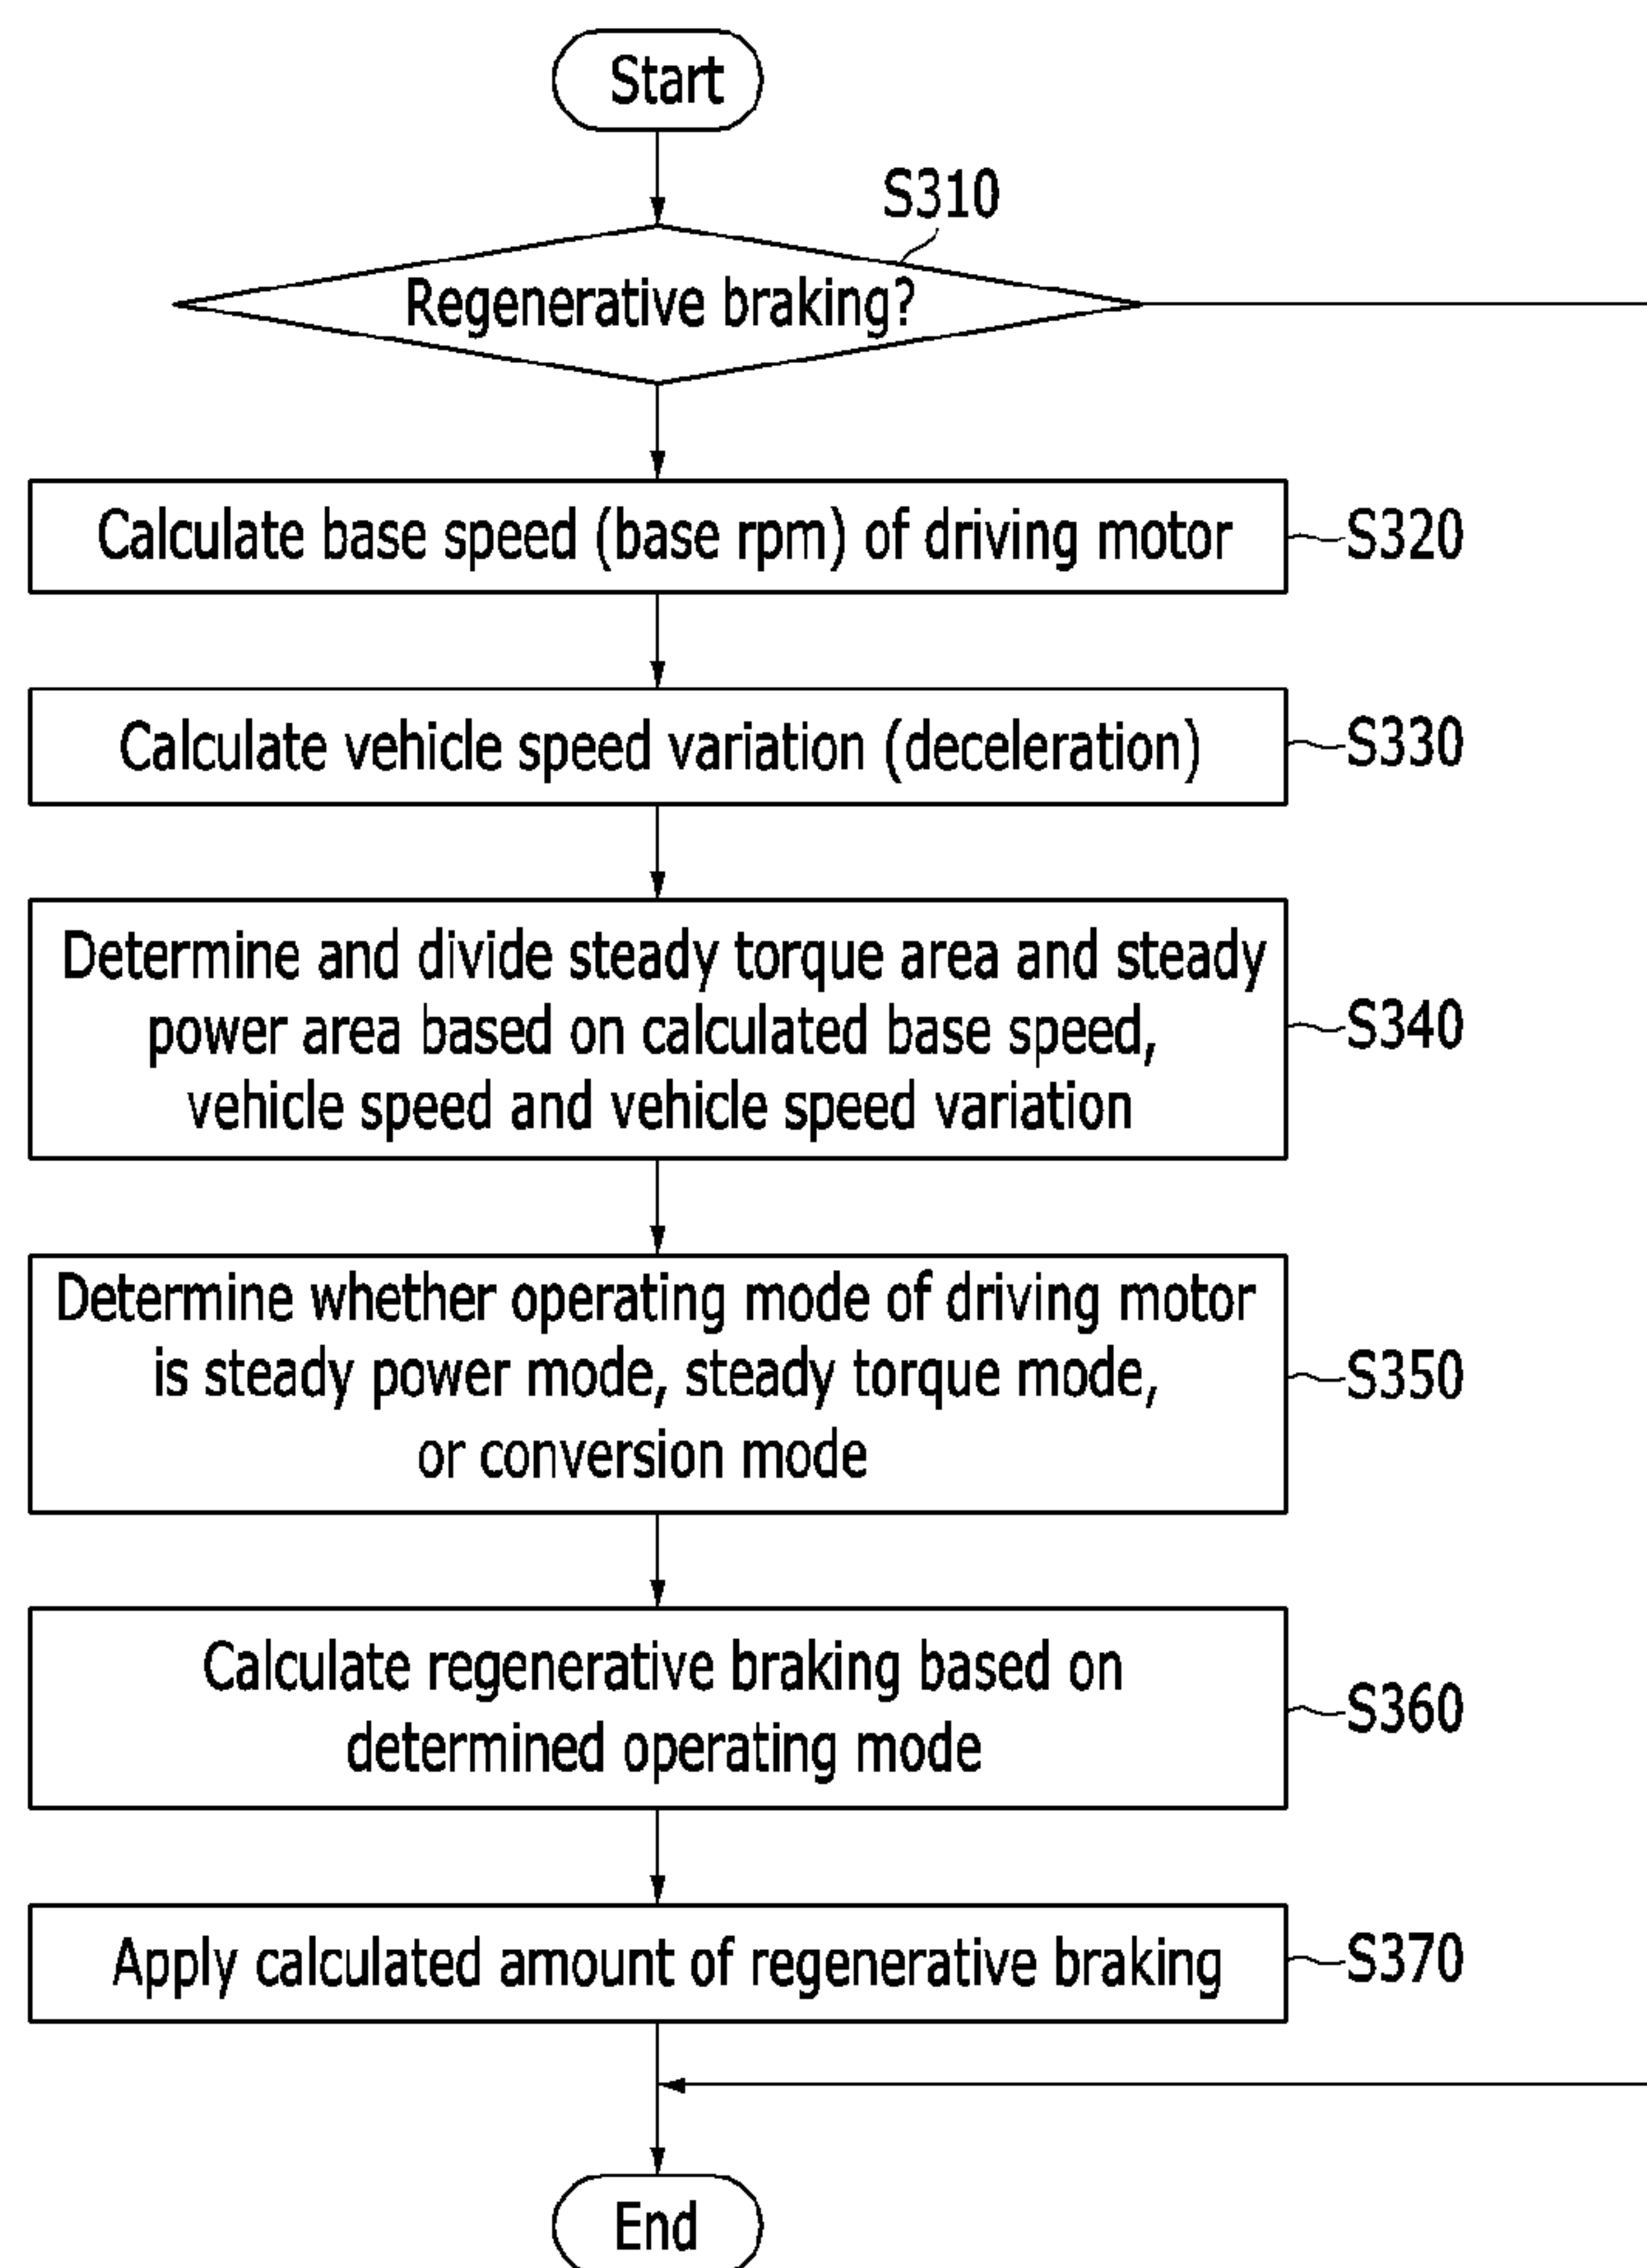 Start
S310
Regenerative braking?
Calculate base speed (base rpm) of driving motor
S320
Calculate vehicle speed variation (deceleration)
S330
Determine and divide steady torque area and steady
power area based on calculated base speed,
vehicle speed and vehicle speed variation
S340
Determine whether operating mode of driving motor
is steady power mode, steady torque mode,
or conversion mode
S350
Calculate regenerative braking based on
determined operating mode
S360
Apply calculated amount of regenerative braking
S370
End